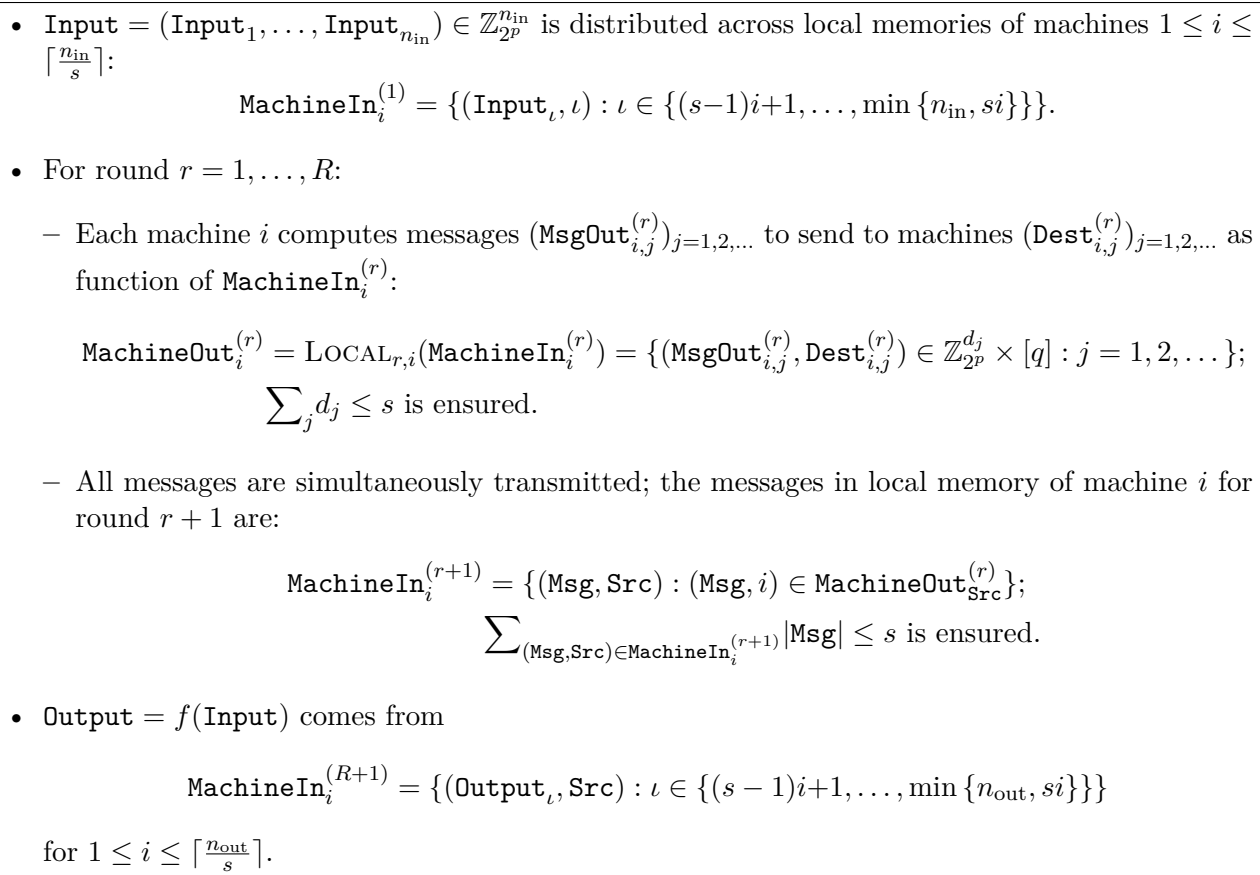 • Input = (Input₁, . . . , Input_{n_in}) ∈ ℤ_{2^p}^{n_in} is distributed across local memories of machines 1 ≤ i ≤
⌈n_in/s⌉:
MachineIn_i^{(1)} = {(Input_ι, ι) : ι ∈ {(s−1)i+1, . . . , min {n_in, si}}}.
• For round r = 1, . . . , R:
– Each machine i computes messages (MsgOut_{i,j}^{(r)})_{j=1,2,...} to send to machines (Dest_{i,j}^{(r)})_{j=1,2,...} as
function of MachineIn_i^{(r)}:
MachineOut_i^{(r)} = LOCAL_{r,i}(MachineIn_i^{(r)}) = {(MsgOut_{i,j}^{(r)}, Dest_{i,j}^{(r)}) ∈ ℤ_{2^p}^{d_j} × [q] : j = 1, 2, . . . };
∑_j d_j ≤ s is ensured.
– All messages are simultaneously transmitted; the messages in local memory of machine i for
round r + 1 are:
MachineIn_i^{(r+1)} = {(Msg, Src) : (Msg, i) ∈ MachineOut_{Src}^{(r)}};
∑_{(Msg,Src)∈MachineIn_i^{(r+1)}} |Msg| ≤ s is ensured.
• Output = f(Input) comes from
MachineIn_i^{(R+1)} = {(Output_ι, Src) : ι ∈ {(s − 1)i+1, . . . , min {n_out, si}}}
for 1 ≤ i ≤ ⌈n_out/s⌉.